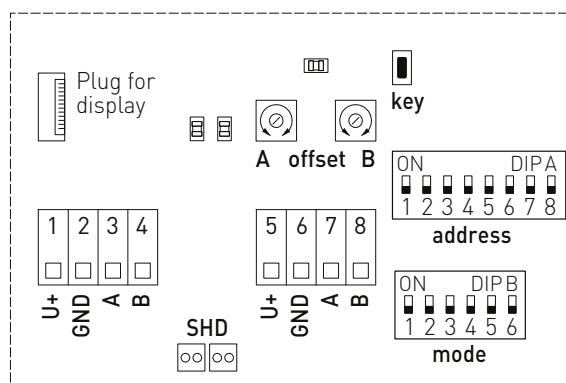 Plug for
display
key
A offset B
ON DIP A
1 2 3 4 5 6 7 8
address
1 2 3 4
U+ GND A B
5 6 7 8
U+ GND A B
ON DIP B
1 2 3 4 5 6
mode
SHD